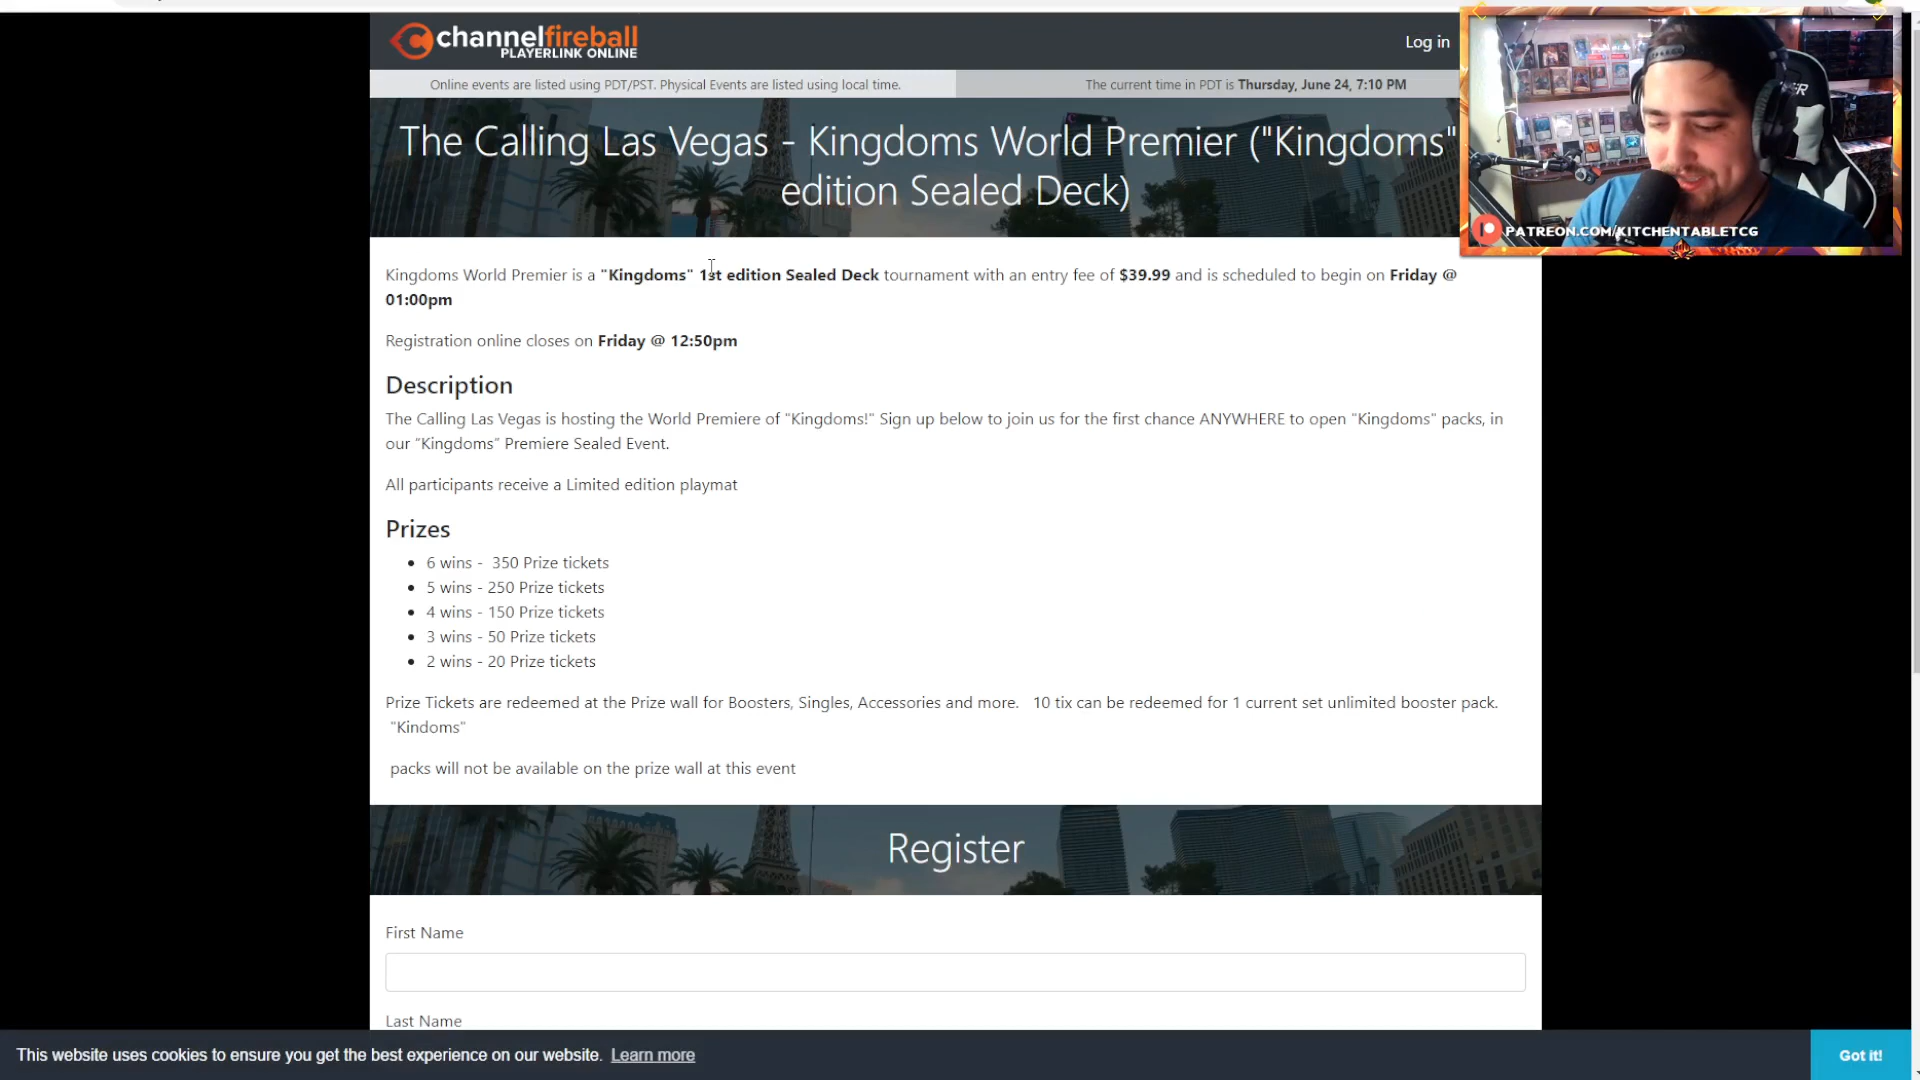 channelfireball
PLAYERLINK ONLINE
Log in
Online events are listed using PDT/PST. Physical Events are listed using local time.
The current time in PDT is Thursday, June 24, 7:10 PM
The Calling Las Vegas - Kingdoms World Premier ("Kingdoms"
edition Sealed Deck)
PATREON.COM/KITCHENTABLETCG
Kingdoms World Premier is a "Kingdoms" 1st edition Sealed Deck tournament with an entry fee of $39.99 and is scheduled to begin on Friday @
01:00pm
Registration online closes on Friday @ 12:50pm
Description
The Calling Las Vegas is hosting the World Premiere of "Kingdoms!" Sign up below to join us for the first chance ANYWHERE to open "Kingdoms" packs, in
our "Kingdoms" Premiere Sealed Event.
All participants receive a Limited edition playmat
Prizes
• 6 wins - 350 Prize tickets
• 5 wins - 250 Prize tickets
• 4 wins - 150 Prize tickets
• 3 wins - 50 Prize tickets
• 2 wins - 20 Prize tickets
Prize Tickets are redeemed at the Prize wall for Boosters, Singles, Accessories and more. 10 tix can be redeemed for 1 current set unlimited booster pack.
"Kindoms"
packs will not be available on the prize wall at this event
Register
First Name
Last Name
This website uses cookies to ensure you get the best experience on our website. Learn more
Got it!